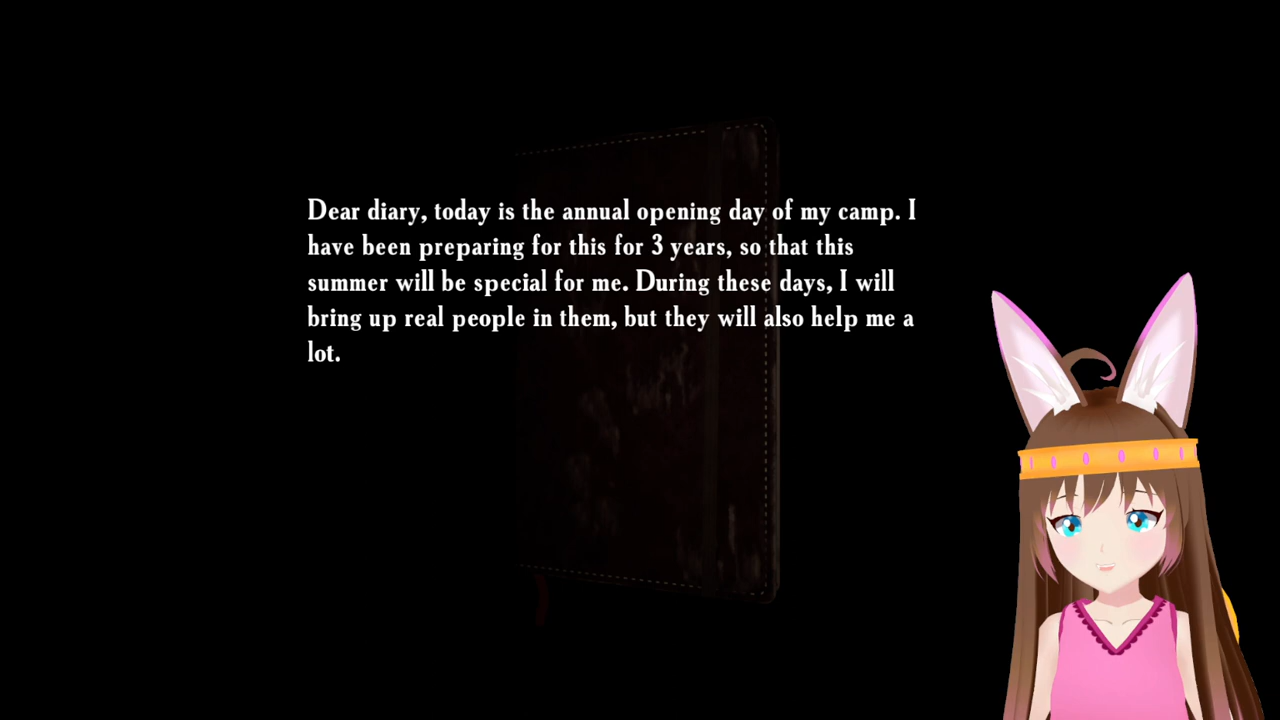 Dear diary, today is the annual opening day of my camp. I
have been preparing for this for 3 years, so that this
summer will be special for me. During these days, I will
bring up real people in them, but they will also help me a
lot.